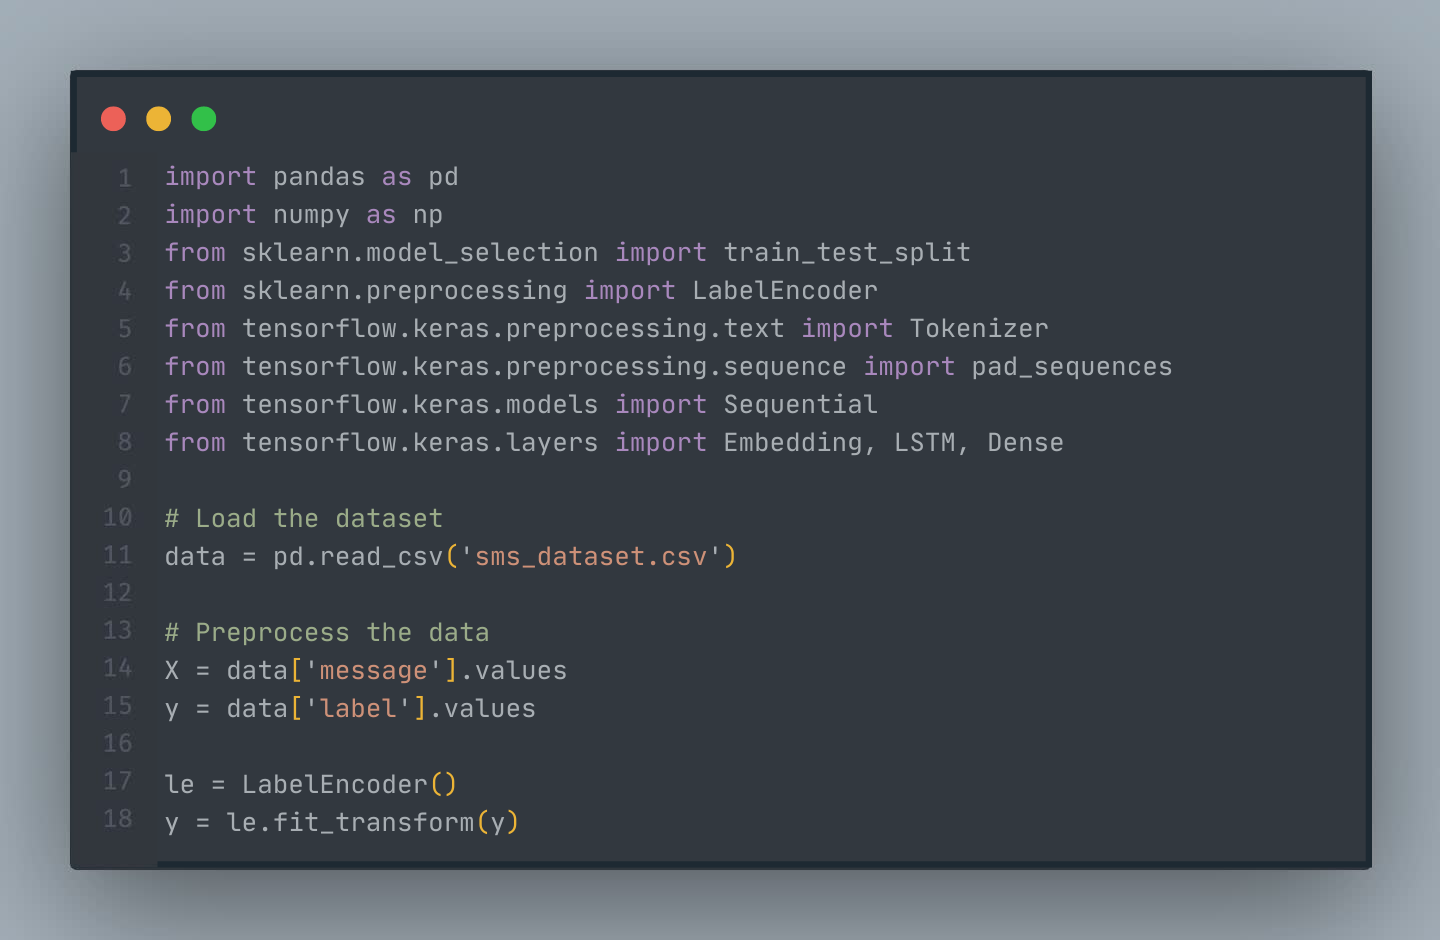 1 import pandas as pd
2 import numpy as np
3 from sklearn.model_selection import train_test_split
4 from sklearn.preprocessing import LabelEncoder
5 from tensorflow.keras.preprocessing.text import Tokenizer
6 from tensorflow.keras.preprocessing.sequence import pad_sequences
7 from tensorflow.keras.models import Sequential
8 from tensorflow.keras.layers import Embedding, LSTM, Dense
9
10 # Load the dataset
11 data = pd.read_csv('sms_dataset.csv')
12
13 # Preprocess the data
14 X = data['message'].values
15 y = data['label'].values
16
17 le = LabelEncoder()
18 y = le.fit_transform(y)